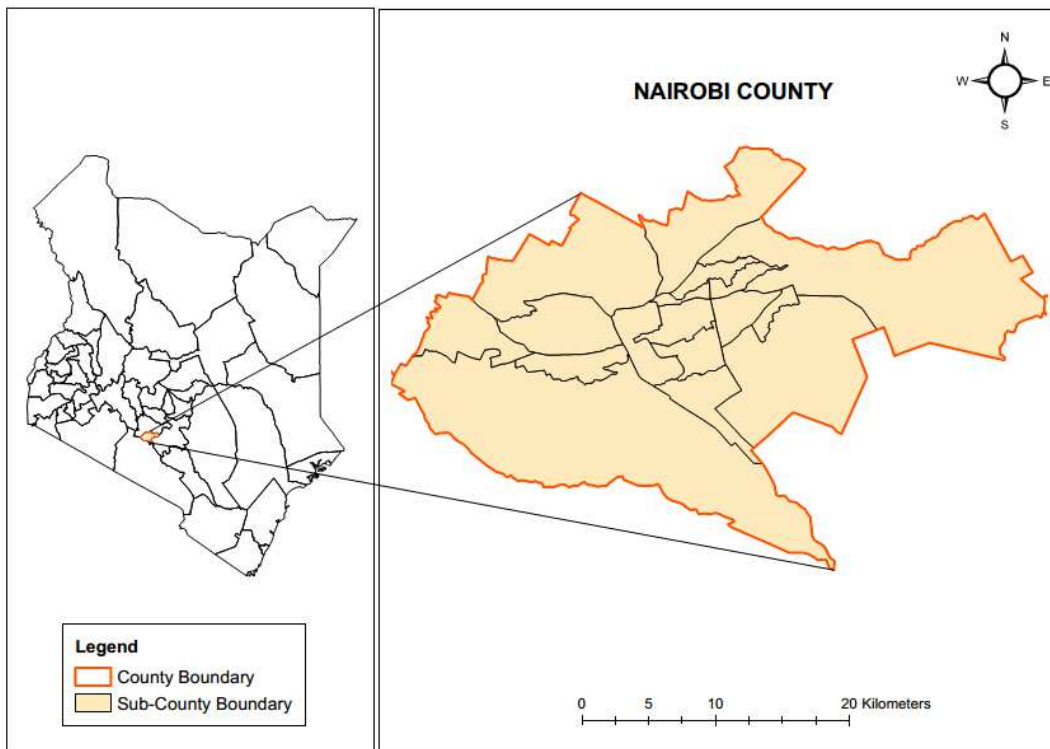 NAIROBI COUNTY
N
W E
S
Legend
County Boundary
Sub-County Boundary
0 5 10 20 Kilometers